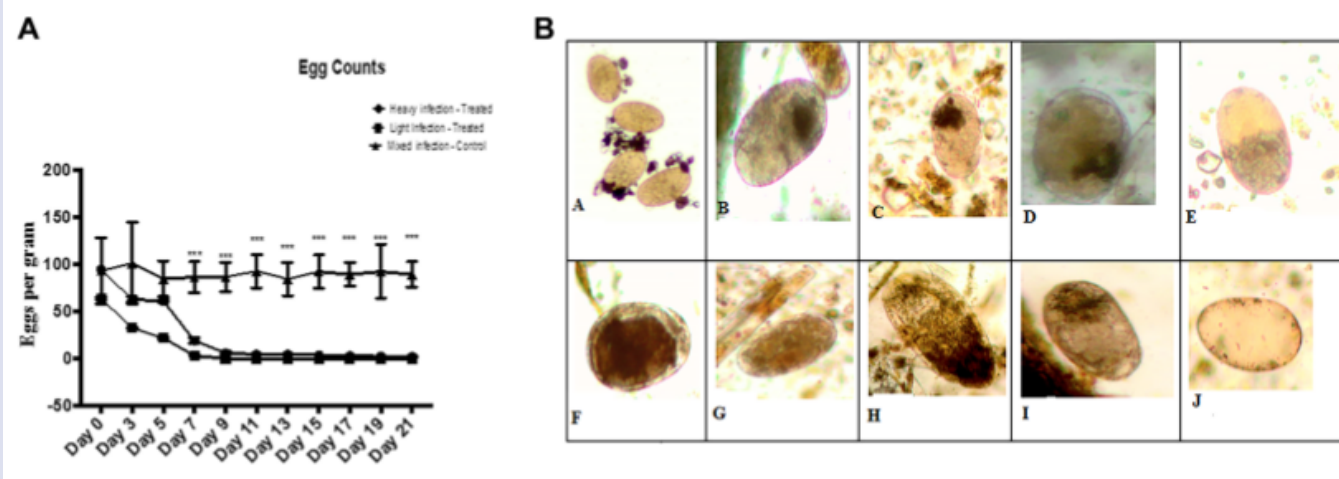 A
Egg Counts
Heavy infection - Treated
Light Infection - Treated
Mixed infection - Control
Eggs per gram
200
150
100
50
0
-50
*** *** *** *** *** *** *** ***
Day 0 Day 3 Day 5 Day 7 Day 9 Day 11 Day 13 Day 15 Day 17 Day 19 Day 21
B
A B C D E
F G H I J